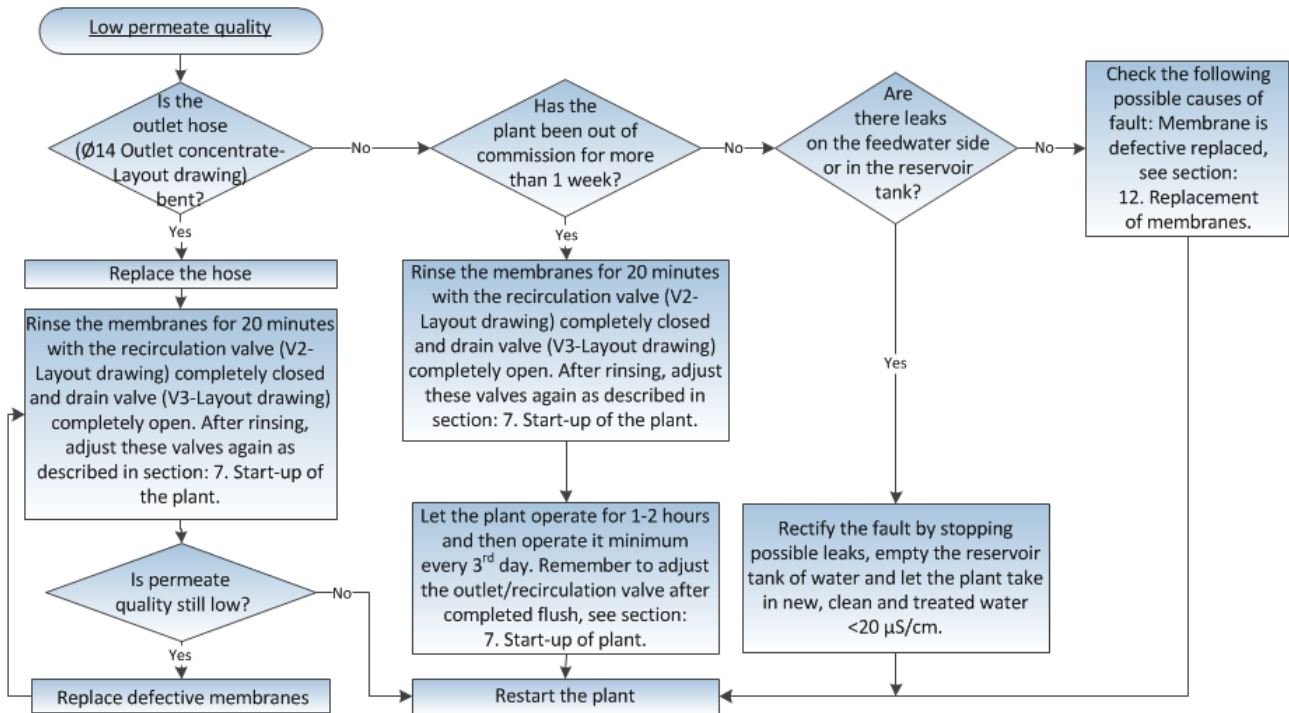 Low permeate quality
Is the
outlet hose
(Ø14 Outlet concentrate-
Layout drawing)
bent?
No
Has the
plant been out of
commission for more
than 1 week?
No
Are
there leaks
on the feedwater side
or in the reservoir
tank?
No
Check the following
possible causes of
fault: Membrane is
defective replaced,
see section:
12. Replacement
of membranes.
Yes
Replace the hose
Rinse the membranes for 20 minutes
with the recirculation valve (V2-
Layout drawing) completely closed
and drain valve (V3-Layout drawing)
completely open. After rinsing,
adjust these valves again as
described in section: 7. Start-up of
the plant.
Is permeate
quality still low?
No
Yes
Replace defective membranes
Yes
Rinse the membranes for 20 minutes
with the recirculation valve (V2-
Layout drawing) completely closed
and drain valve (V3-Layout drawing)
completely open. After rinsing, adjust
these valves again as described in
section: 7. Start-up of the plant.
Let the plant operate for 1-2 hours
and then operate it minimum
every 3rd day. Remember to adjust
the outlet/recirculation valve after
completed flush, see section:
7. Start-up of plant.
Restart the plant
Yes
Rectify the fault by stopping
possible leaks, empty the reservoir
tank of water and let the plant take
in new, clean and treated water
<20 µS/cm.